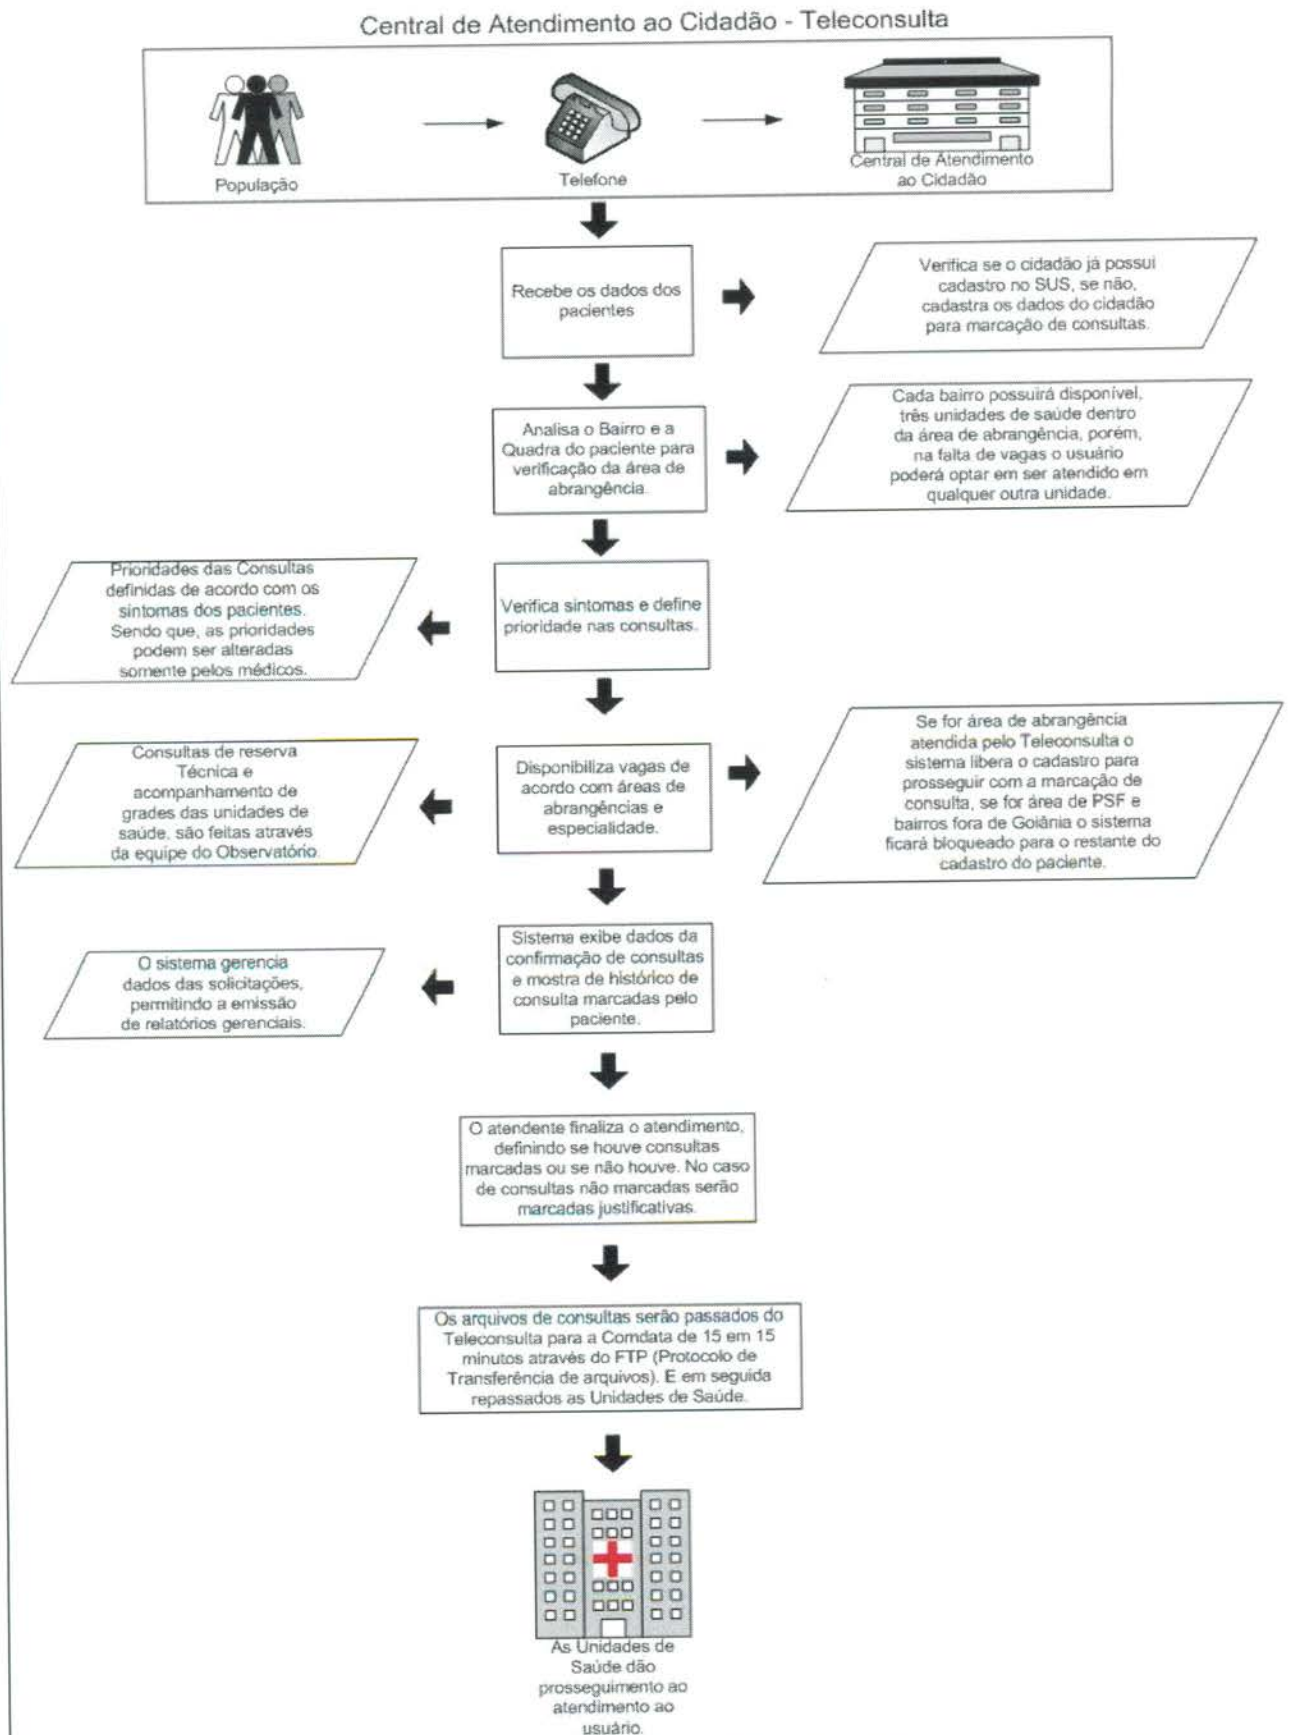 Central de Atendimento ao Cidadão - Teleconsulta
População
Telefone
Central de Atendimento
ao Cidadão
Recebe os dados dos
pacientes
Verifica se o cidadão já possui
cadastro no SUS, se não,
cadastra os dados do cidadão
para marcação de consultas.
Analisa o Bairro e a
Quadra do paciente para
verificação da área de
abrangência.
Cada bairro possuirá disponível,
três unidades de saúde dentro
da área de abrangência, porém,
na falta de vagas o usuário
poderá optar em ser atendido em
qualquer outra unidade.
Prioridades das Consultas
definidas de acordo com os
sintomas dos pacientes.
Sendo que, as prioridades
podem ser alteradas
somente pelos médicos.
Verifica sintomas e define
prioridade nas consultas.
Consultas de reserva
Técnica e
acompanhamento de
grades das unidades de
saúde, são feitas através
da equipe do Observatório.
Disponibiliza vagas de
acordo com áreas de
abrangências e
especialidade.
Se for área de abrangência
atendida pelo Teleconsulta o
sistema libera o cadastro para
prosseguir com a marcação de
consulta, se for área de PSF e
bairros fora de Goiânia o sistema
ficará bloqueado para o restante do
cadastro do paciente.
O sistema gerencia
dados das solicitações,
permitindo a emissão
de relatórios gerenciais.
Sistema exibe dados da
confirmação de consultas
e mostra de histórico de
consulta marcadas pelo
paciente.
O atendente finaliza o atendimento,
definindo se houve consultas
marcadas ou se não houve. No caso
de consultas não marcadas serão
marcadas justificativas.
Os arquivos de consultas serão passados do
Teleconsulta para a Comdata de 15 em 15
minutos através do FTP (Protocolo de
Transferência de arquivos). E em seguida
repassados as Unidades de Saúde.
As Unidades de
Saúde dão
prosseguimento ao
atendimento ao
usuário.